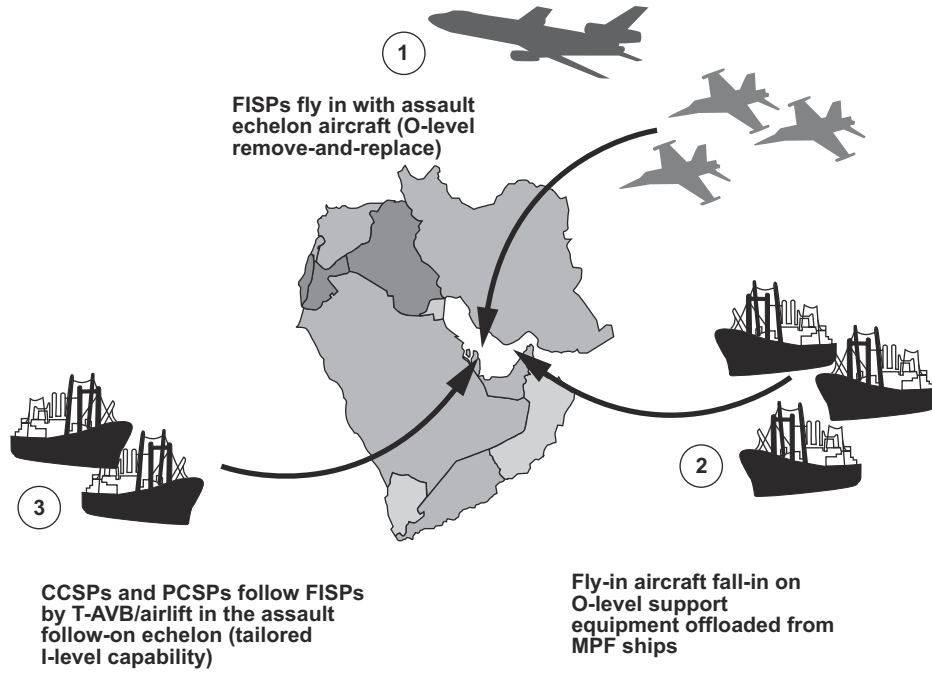 1
FISPs fly in with assault
echelon aircraft (O-level
remove-and-replace)
2
3
CCSPs and PCSPs follow FISPs
by T-AVB/airlift in the assault
follow-on echelon (tailored
I-level capability)
Fly-in aircraft fall-in on
O-level support
equipment offloaded from
MPF ships